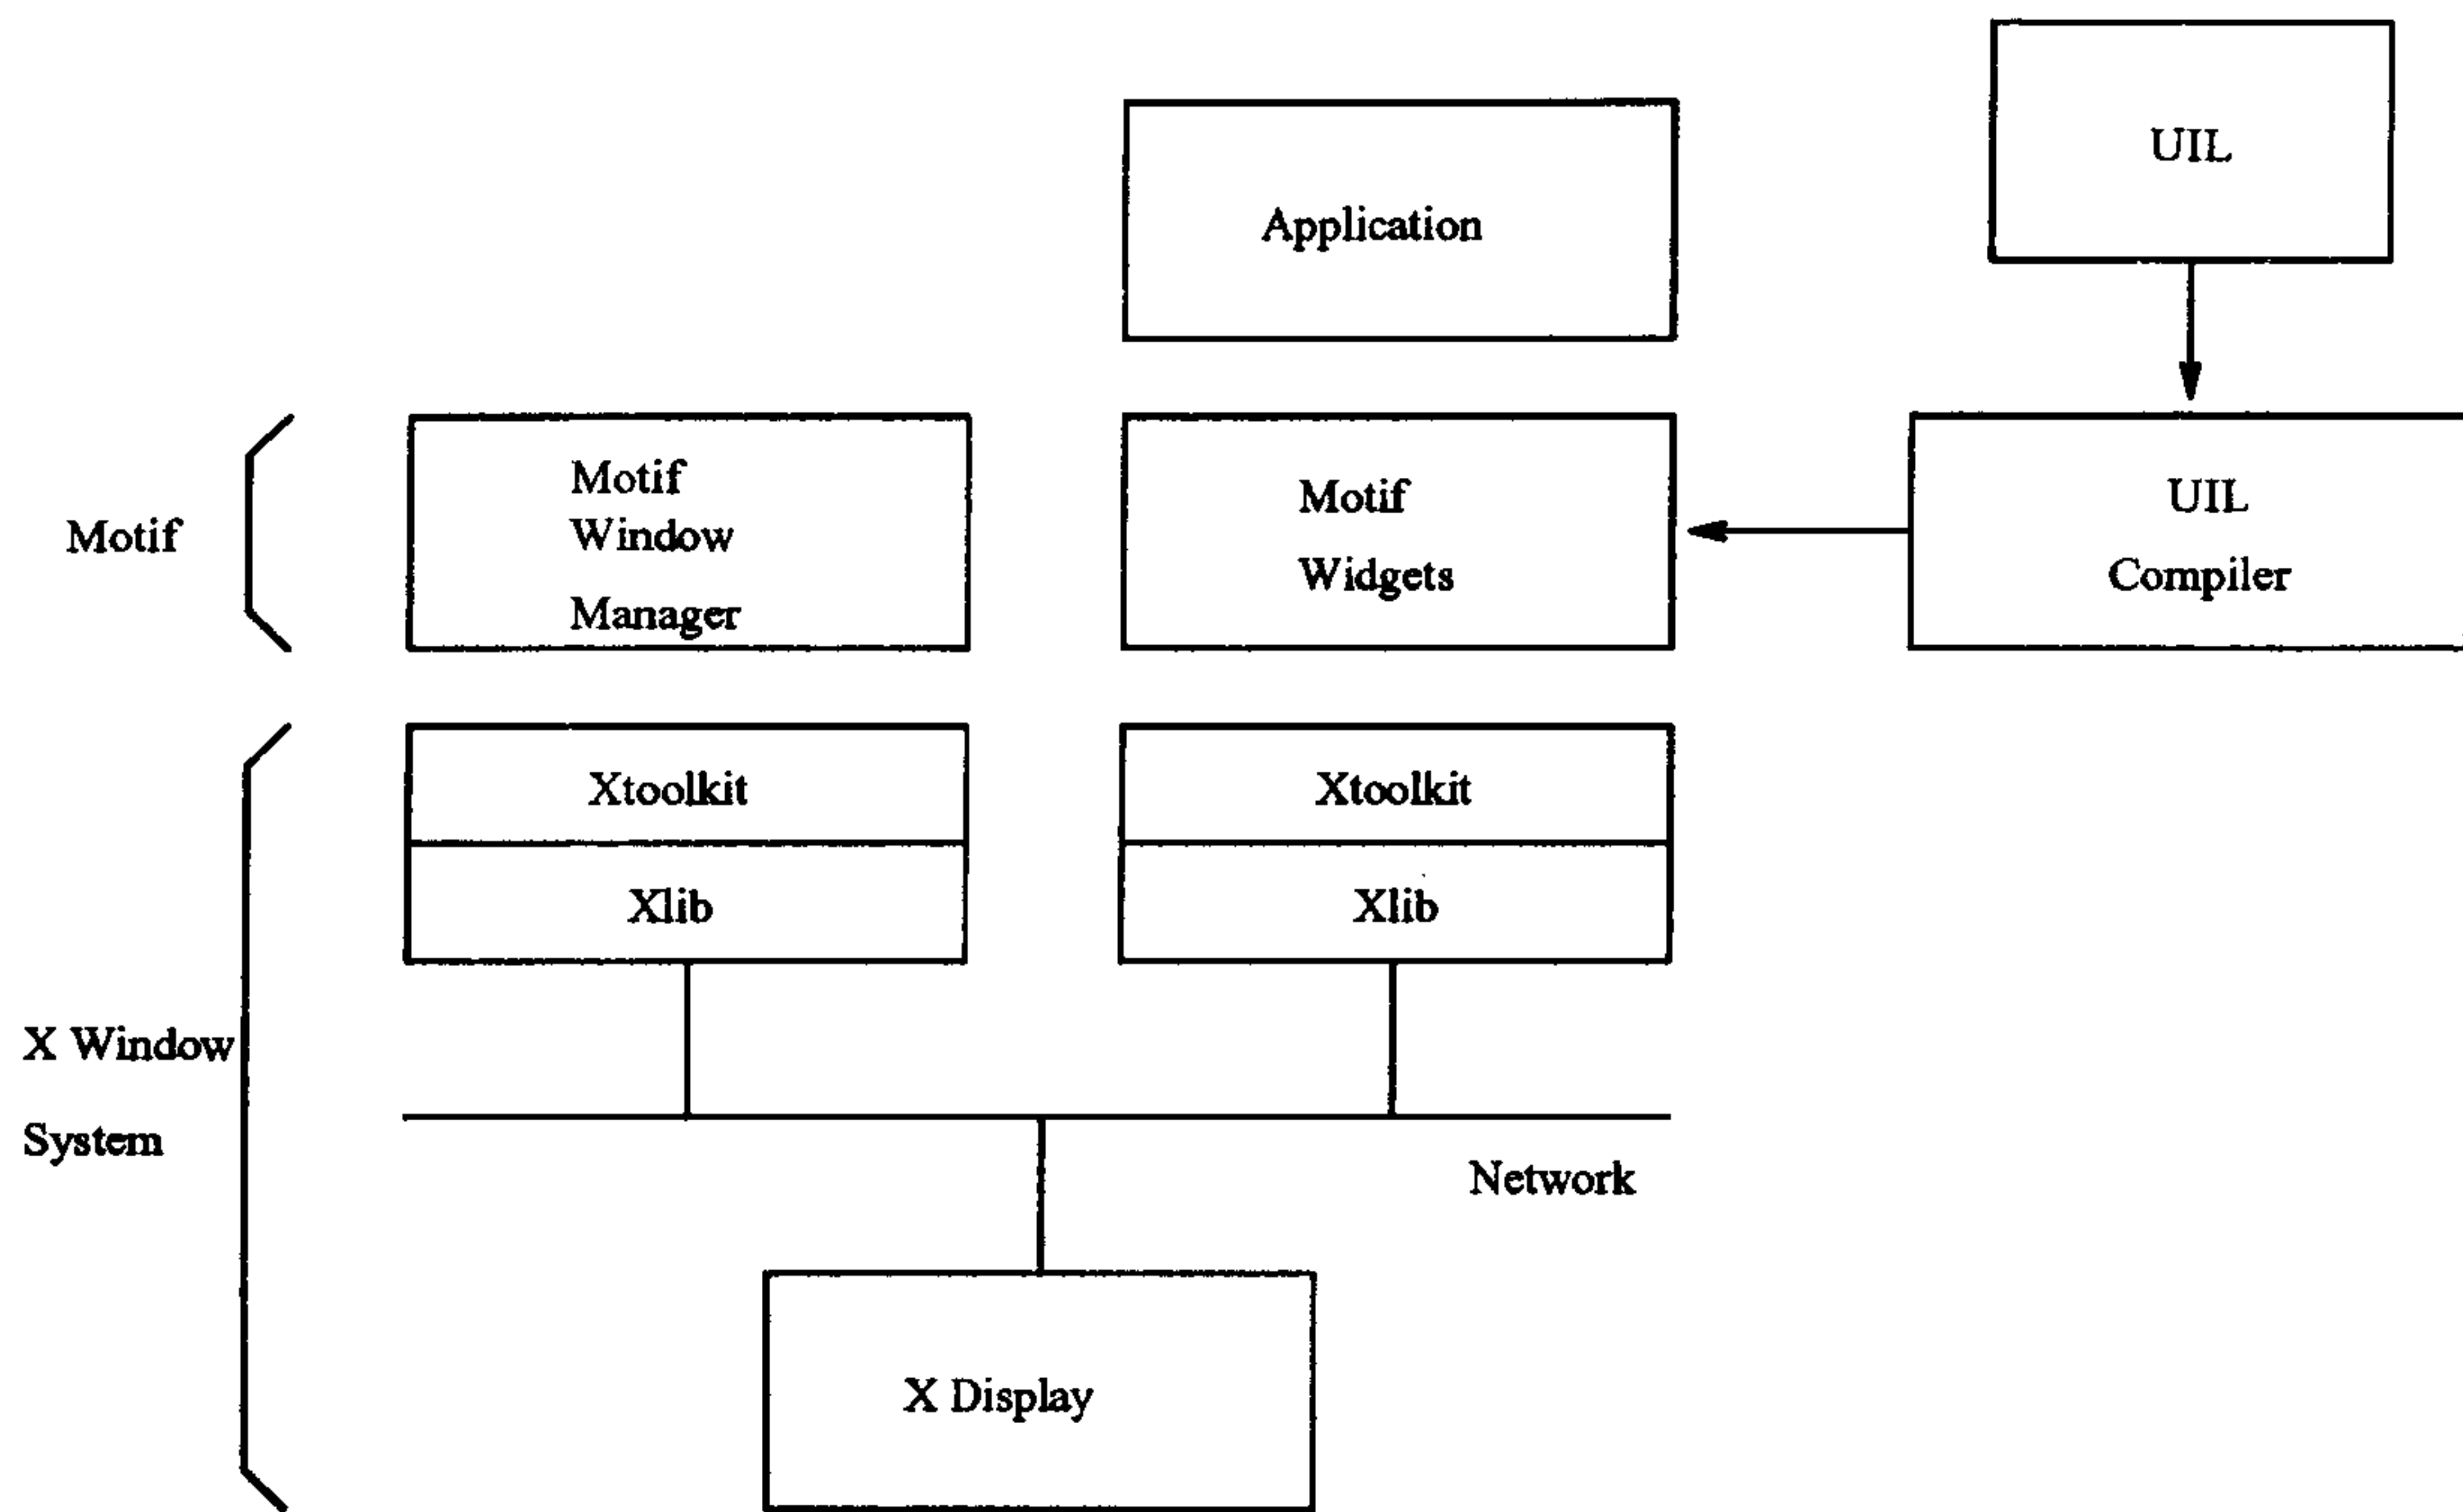 UIL
Application
Motif
Motif
Window
Manager
Motif
Widgets
UIL
Compiler
Xtoolkit
Xtoolkit
Xlib
Xlib
X Window
System
Network
X Display